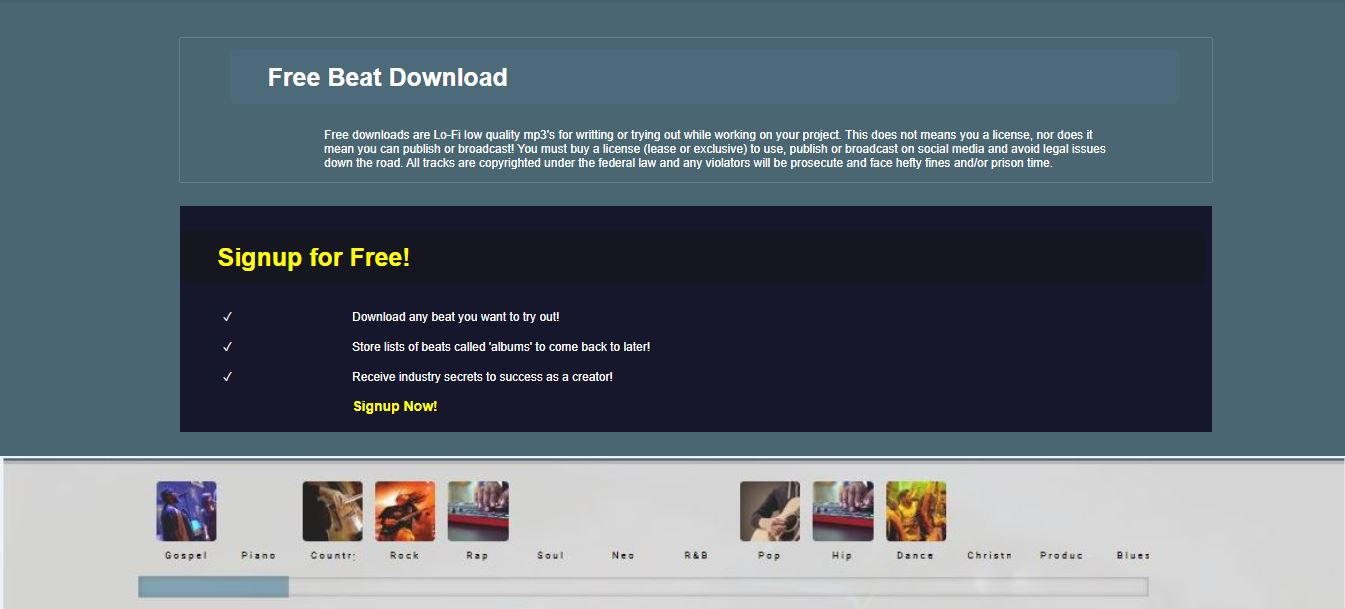 Free Beat Download
Free downloads are Lo-Fi low quality mp3's for writting or trying out while working on your project. This does not means you a license, nor does it
mean you can publish or broadcast! You must buy a license (lease or exclusive) to use, publish or broadcast on social media and avoid legal issues
down the road. All tracks are copyrighted under the federal law and any violators will be prosecute and face hefty fines and/or prison time.
Signup for Free!
✓ Download any beat you want to try out!
✓ Store lists of beats called 'albums' to come back to later!
✓ Receive industry secrets to success as a creator!
Signup Now!
Gospel Piano Country Rock Rap Soul Neo R&B Pop Hip Dance Christn Produc Blues